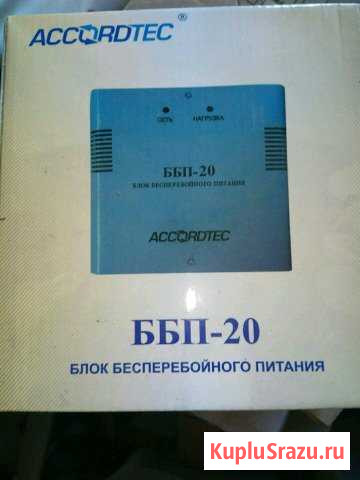 ACCORDTEC®
СЕТЬ НАГРУЗКА
ББП-20
БЛОК БЕСПЕРЕБОЙНОГО ПИТАНИЯ
ACCORDTEC
ББП-20
БЛОК БЕСПЕРЕБОЙНОГО ПИТАНИЯ
KupluSrazu.ru